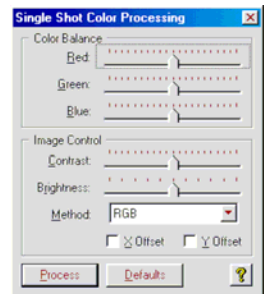 Single Shot Color Processing
Color Balance
Red:
Green:
Blue:
Image Control
Contrast:
Brightness:
Method: RGB
X Offset Y Offset
Process Defaults ?